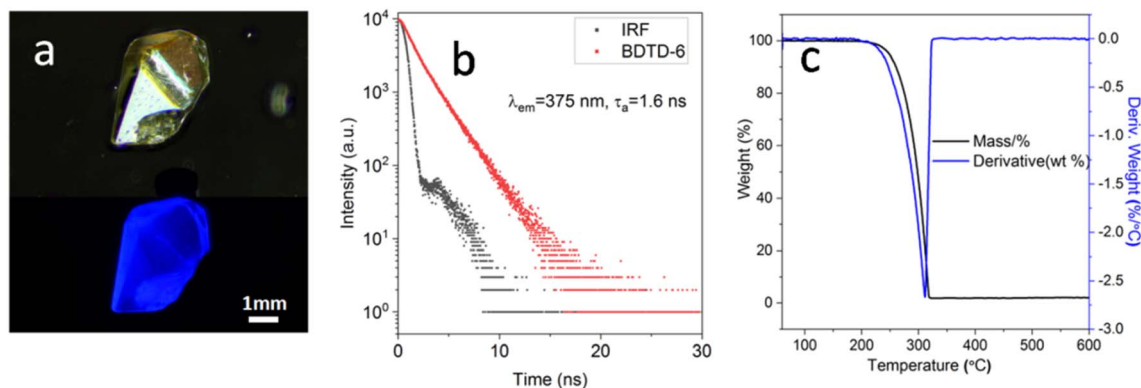 a
1mm
b
IRF
BDTD-6
λem=375 nm, τa=1.6 ns
10⁴
10³
10²
10¹
10⁰
Intensity (a.u.)
0
10
20
30
Time (ns)
c
Mass/%
Derivative(wt %)
100
80
60
40
20
0
Weight (%)
0.0
-0.5
-1.0
-1.5
-2.0
-2.5
-3.0
Deriv. Weight (%/°C)
100
200
300
400
500
600
Temperature (°C)